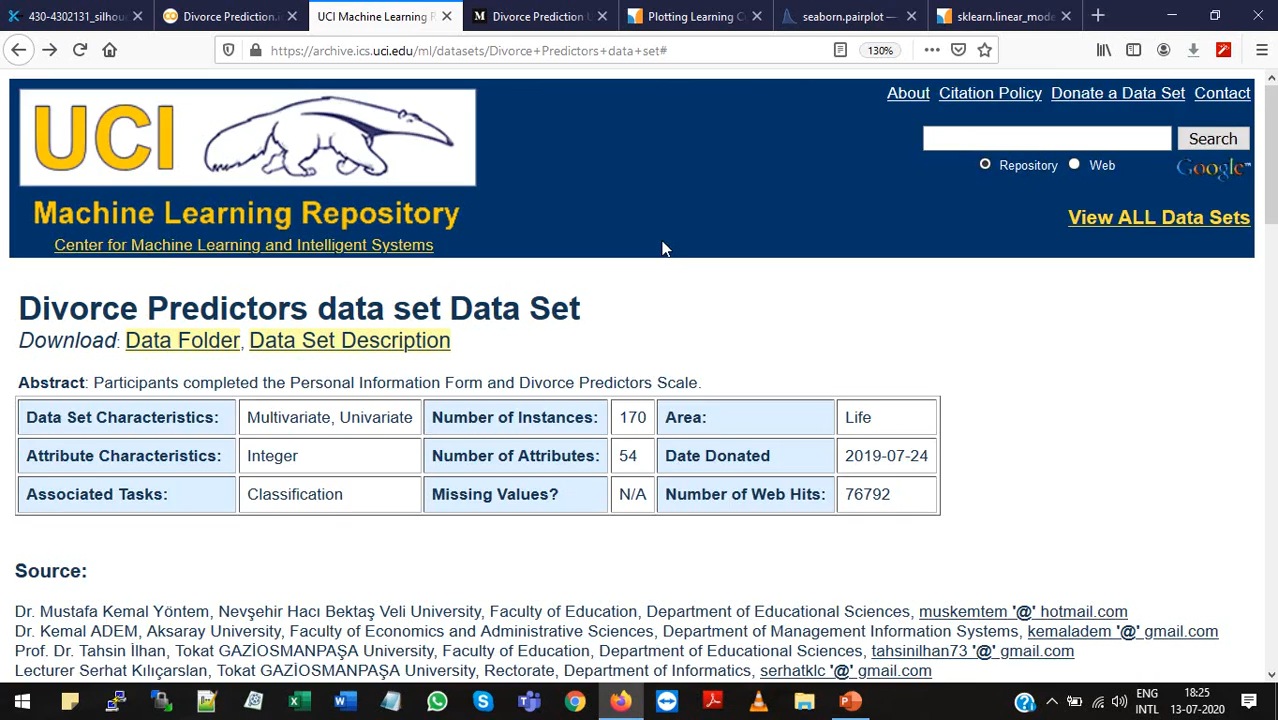 430-4302131_silhou
Divorce Prediction.i
UCI Machine Learning R
Divorce Prediction U
Plotting Learning C
seaborn.pairplot —
sklearn.linear_mode
https://archive.ics.uci.edu/ml/datasets/Divorce+Predictors+data+set#
130%
UCI
Machine Learning Repository
Center for Machine Learning and Intelligent Systems
About Citation Policy Donate a Data Set Contact
Search
Repository Web Google™
View ALL Data Sets
Divorce Predictors data set Data Set
Download: Data Folder, Data Set Description
Abstract: Participants completed the Personal Information Form and Divorce Predictors Scale.
Data Set Characteristics: Multivariate, Univariate Number of Instances: 170 Area: Life
Attribute Characteristics: Integer Number of Attributes: 54 Date Donated 2019-07-24
Associated Tasks: Classification Missing Values? N/A Number of Web Hits: 76792
Source:
Dr. Mustafa Kemal Yöntem, Nevşehir Hacı Bektaş Veli University, Faculty of Education, Department of Educational Sciences, muskemtem '@' hotmail.com
Dr. Kemal ADEM, Aksaray University, Faculty of Economics and Administrative Sciences, Department of Management Information Systems, kemaladem '@' gmail.com
Prof. Dr. Tahsin İlhan, Tokat GAZİOSMANPAŞA University, Faculty of Education, Department of Educational Sciences, tahsinilhan73 '@' gmail.com
Lecturer Serhat Kılıçarslan, Tokat GAZİOSMANPAŞA University, Rectorate, Department of Informatics, serhatklc '@' gmail.com
ENG
INTL
18:25
13-07-2020